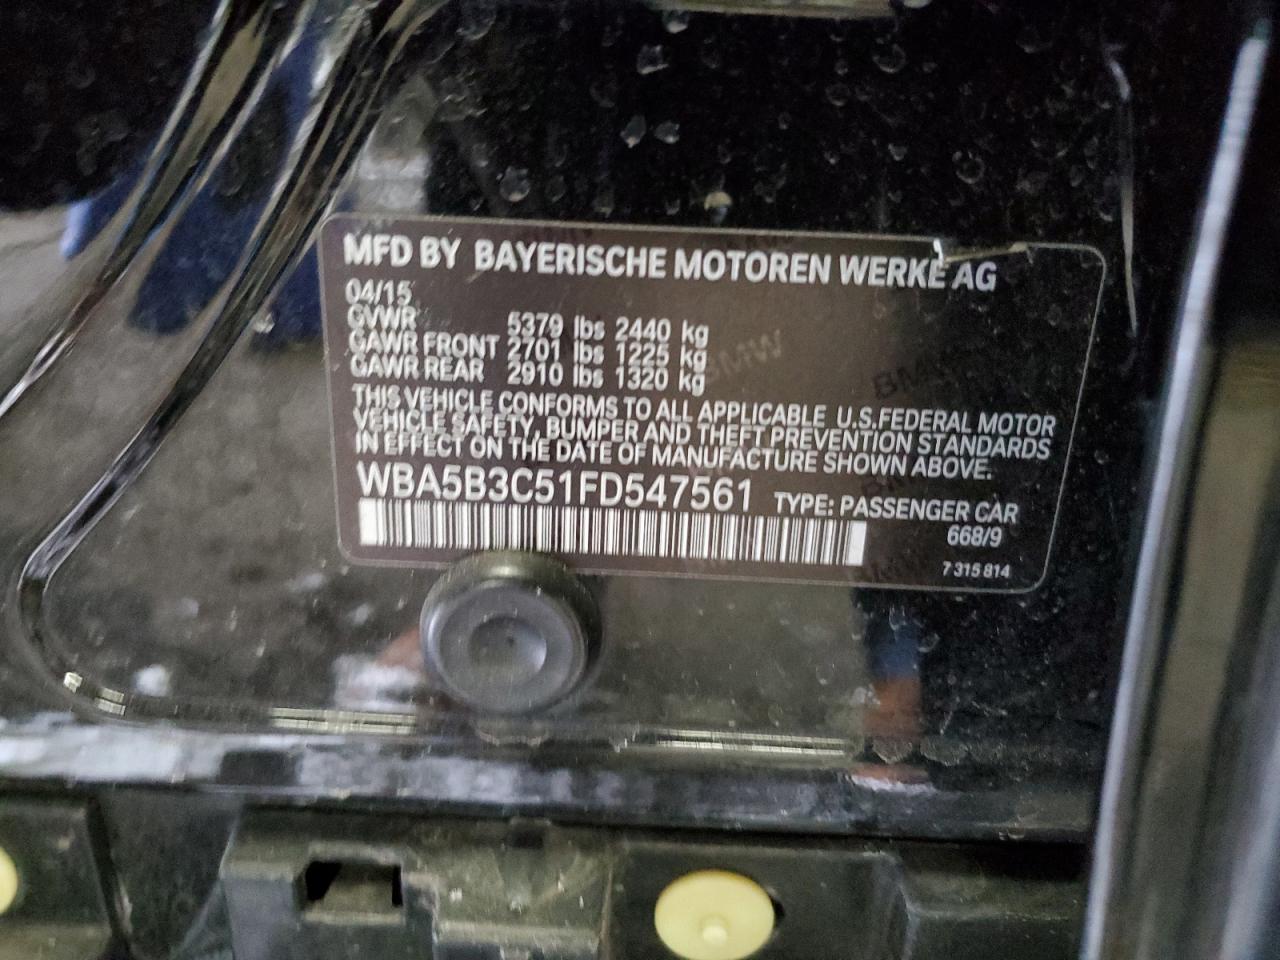 MFD BY BAYERISCHE MOTOREN WERKE AG
04/15
GVWR 5379 lbs 2440 kg
GAWR FRONT 2701 lbs 1225 kg
GAWR REAR 2910 lbs 1320 kg
THIS VEHICLE CONFORMS TO ALL APPLICABLE U.S.FEDERAL MOTOR
VEHICLE SAFETY, BUMPER AND THEFT PREVENTION STANDARDS
IN EFFECT ON THE DATE OF MANUFACTURE SHOWN ABOVE.
WBA5B3C51FD547561 TYPE: PASSENGER CAR
668/9
7 315 814